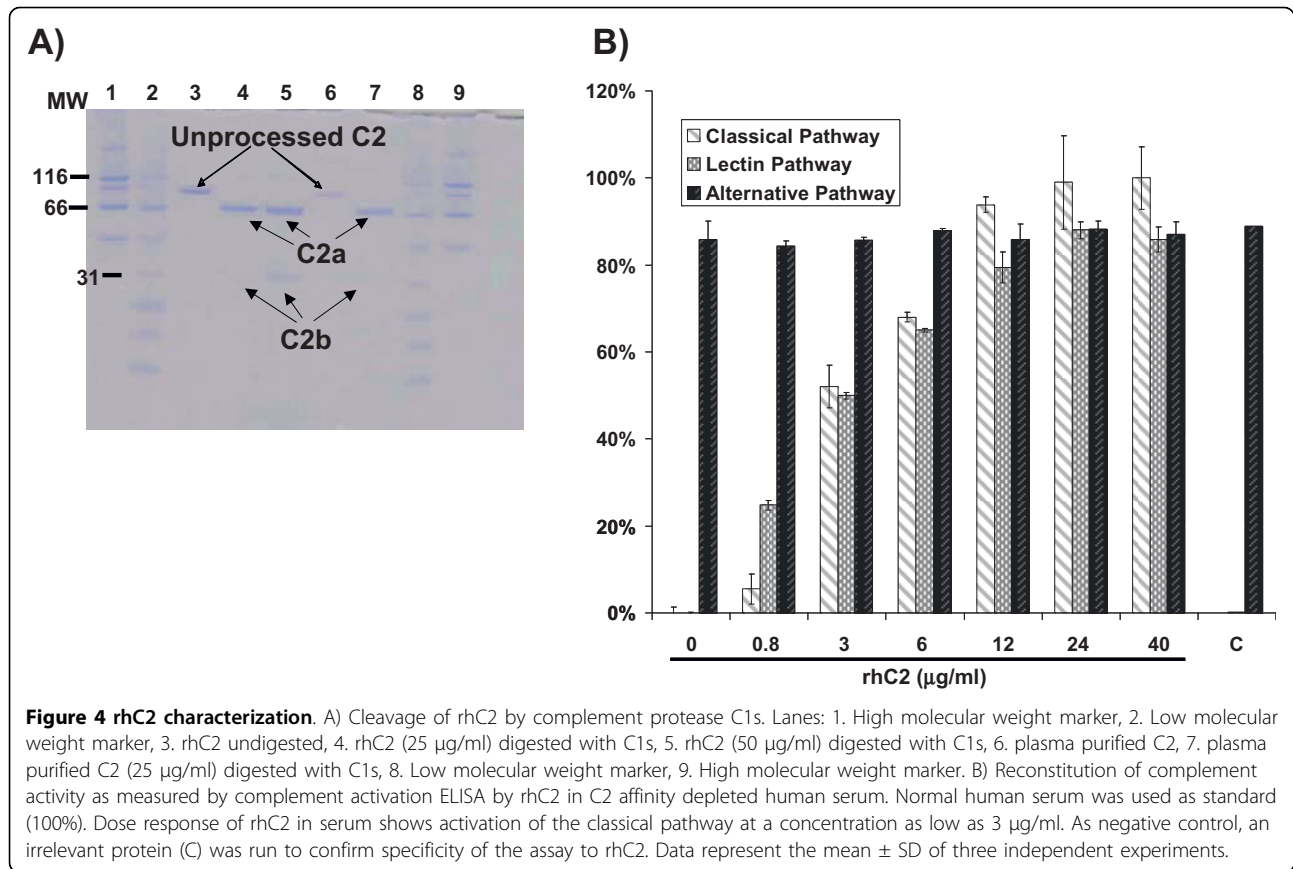 A)
MW 1 2 3 4 5 6 7 8 9
Unprocessed C2
116
66
C2a
31
C2b
B)
120%
100%
80%
60%
40%
20%
0%
Classical Pathway
Lectin Pathway
Alternative Pathway
0 0.8 3 6 12 24 40 C
rhC2 (µg/ml)
Figure 4 rhC2 characterization. A) Cleavage of rhC2 by complement protease C1s. Lanes: 1. High molecular weight marker, 2. Low molecular
weight marker, 3. rhC2 undigested, 4. rhC2 (25 µg/ml) digested with C1s, 5. rhC2 (50 µg/ml) digested with C1s, 6. plasma purified C2, 7. plasma
purified C2 (25 µg/ml) digested with C1s, 8. Low molecular weight marker, 9. High molecular weight marker. B) Reconstitution of complement
activity as measured by complement activation ELISA by rhC2 in C2 affinity depleted human serum. Normal human serum was used as standard
(100%). Dose response of rhC2 in serum shows activation of the classical pathway at a concentration as low as 3 µg/ml. As negative control, an
irrelevant protein (C) was run to confirm specificity of the assay to rhC2. Data represent the mean ± SD of three independent experiments.